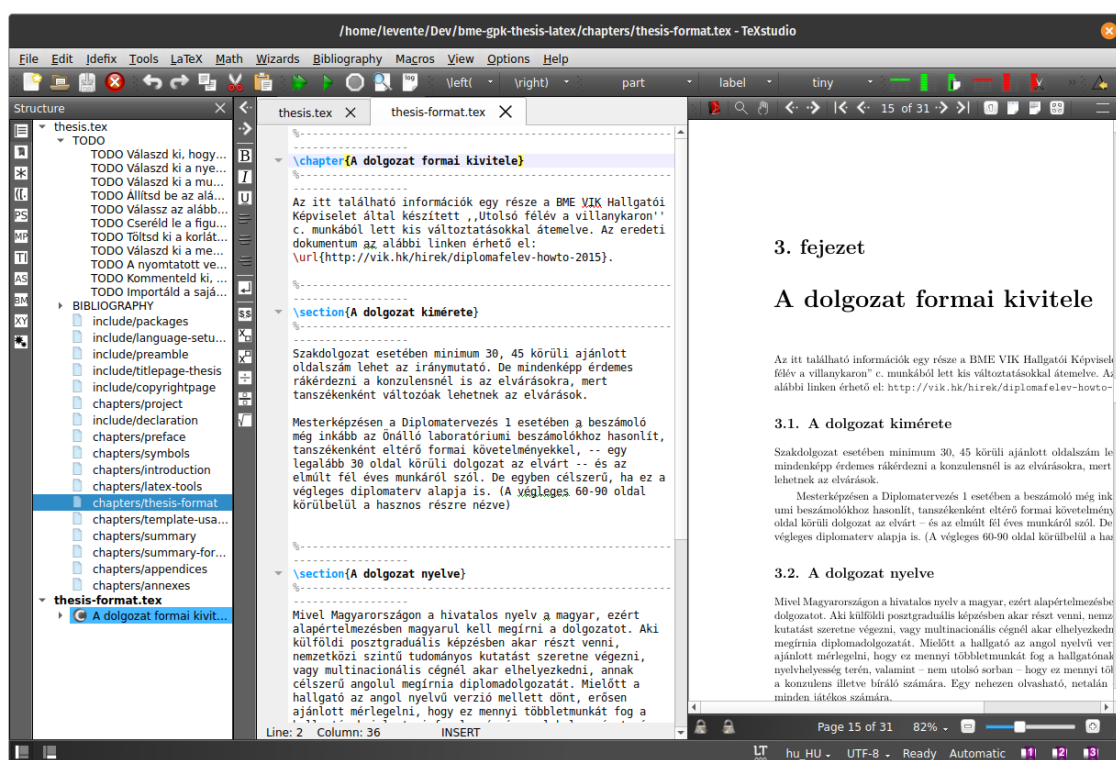 /home/levente/Dev/bme-gpk-thesis-latex/chapters/thesis-format.tex - TeXstudio
File Edit Idefix Tools LaTeX Math Wizards Bibliography Macros View Options Help
log \left( \right) part label tiny
Structure
thesis.tex
thesis-format.tex
15 of 31
thesis.tex
TODO
TODO Válaszd ki, hogy...
TODO Válaszd ki a nye...
TODO Válaszd ki a mu...
TODO Állítsd be az alá...
TODO Válassz az alább...
TODO Cseréld le a figu...
TODO Töltsd ki a korlát...
TODO Válaszd ki a me...
TODO A nyomtatott ve...
TODO Kommenteld ki, ...
TODO Importáld a sajá...
BIBLIOGRAPHY
include/packages
include/language-setu...
include/preamble
include/titlepage-thesis
include/copyrightpage
chapters/project
include/declaration
chapters/preface
chapters/symbols
chapters/introduction
chapters/latex-tools
chapters/thesis-format
chapters/template-usa...
chapters/summary
chapters/summary-for...
chapters/appendices
chapters/annexes
thesis-format.tex
A dolgozat formai kivit...
PS
MP
TI
AS
BM
XY
B
I
U
$$
%-------------------------------------------------
-----------------
\chapter{A dolgozat formai kivitele}
%-------------------------------------------------
-----------------
Az itt található információk egy része a BME VIK Hallgatói
Képviselet által készített ,,Utolsó félév a villanykaron''
c. munkából lett kis változtatásokkal átemelve. Az eredeti
dokumentum az alábbi linken érhető el:
\url{http://vik.hk/hirek/diplomafelev-howto-2015}.
%-------------------------------------------------
-----------------
\section{A dolgozat kimérete}
%-------------------------------------------------
-----------------
Szakdolgozat esetében minimum 30, 45 körüli ajánlott
oldalszám lehet az iránymutató. De mindenképp érdemes
rákérdezni a konzulensnél is az elvárásokra, mert
tanszékenként változóak lehetnek az elvárások.
Mesterképzésen a Diplomatervezés 1 esetében a beszámoló
még inkább az Önálló laboratóriumi beszámolókhoz hasonlít,
tanszékenként eltérő formai követelményekkel, -- egy
legalább 30 oldal körüli dolgozat az elvárt -- és az
elmúlt fél éves munkáról szól. De egyben célszerű, ha ez a
végleges diplomaterv alapja is. (A végleges 60-90 oldal
körülbelül a hasznos részre nézve)
%-------------------------------------------------
-----------------
\section{A dolgozat nyelve}
%-------------------------------------------------
-----------------
Mivel Magyarországon a hivatalos nyelv a magyar, ezért
alapértelmezésben magyarul kell megírni a dolgozatot. Aki
külföldi posztgraduális képzésben akar részt venni,
nemzetközi szintű tudományos kutatást szeretne végezni,
vagy multinacionális cégnél akar elhelyezkedni, annak
célszerű angolul megírnia diplomadolgozatát. Mielőtt a
hallgató az angol nyelvű verzió mellett dönt, erősen
ajánlott mérlegelni, hogy ez mennyi többletmunkát fog a
Line: 2 Column: 36 INSERT
3. fejezet
A dolgozat formai kivitele
Az itt található információk egy része a BME VIK Hallgatói Képvisel
félév a villanykaron” c. munkából lett kis változtatásokkal átemelve. Az
alábbi linken érhető el: http://vik.hk/hirek/diplomafelev-howto-
3.1. A dolgozat kimérete
Szakdolgozat esetében minimum 30, 45 körüli ajánlott oldalszám le
mindenképp érdemes rákérdezni a konzulensnél is az elvárásokra, mert
lehetnek az elvárások.
Mesterképzésen a Diplomatervezés 1 esetében a beszámoló még ink
umi beszámolókhoz hasonlít, tanszékenként eltérő formai követelmény
oldal körüli dolgozat az elvárt – és az elmúlt fél éves munkáról szól. De
végleges diplomaterv alapja is. (A végleges 60-90 oldal körülbelül a has
3.2. A dolgozat nyelve
Mivel Magyarországon a hivatalos nyelv a magyar, ezért alapértelmezésbe
dolgozatot. Aki külföldi posztgraduális képzésben akar részt venni, nemz
kutatást szeretne végezni, vagy multinacionális cégnél akar elhelyezkedn
megírnia diplomadolgozatát. Mielőtt a hallgató az angol nyelvű ver
ajánlott mérlegelni, hogy ez mennyi többletmunkát fog a hallgatónak
nyelvhelyesség terén, valamint – nem utolsó sorban – hogy ez mennyi töb
a konzulens illetve bíráló számára. Egy nehezen olvasható, netalán
minden játékos számára.
Page 15 of 31 82%
LT hu_HU UTF-8 Ready Automatic 1 2 3